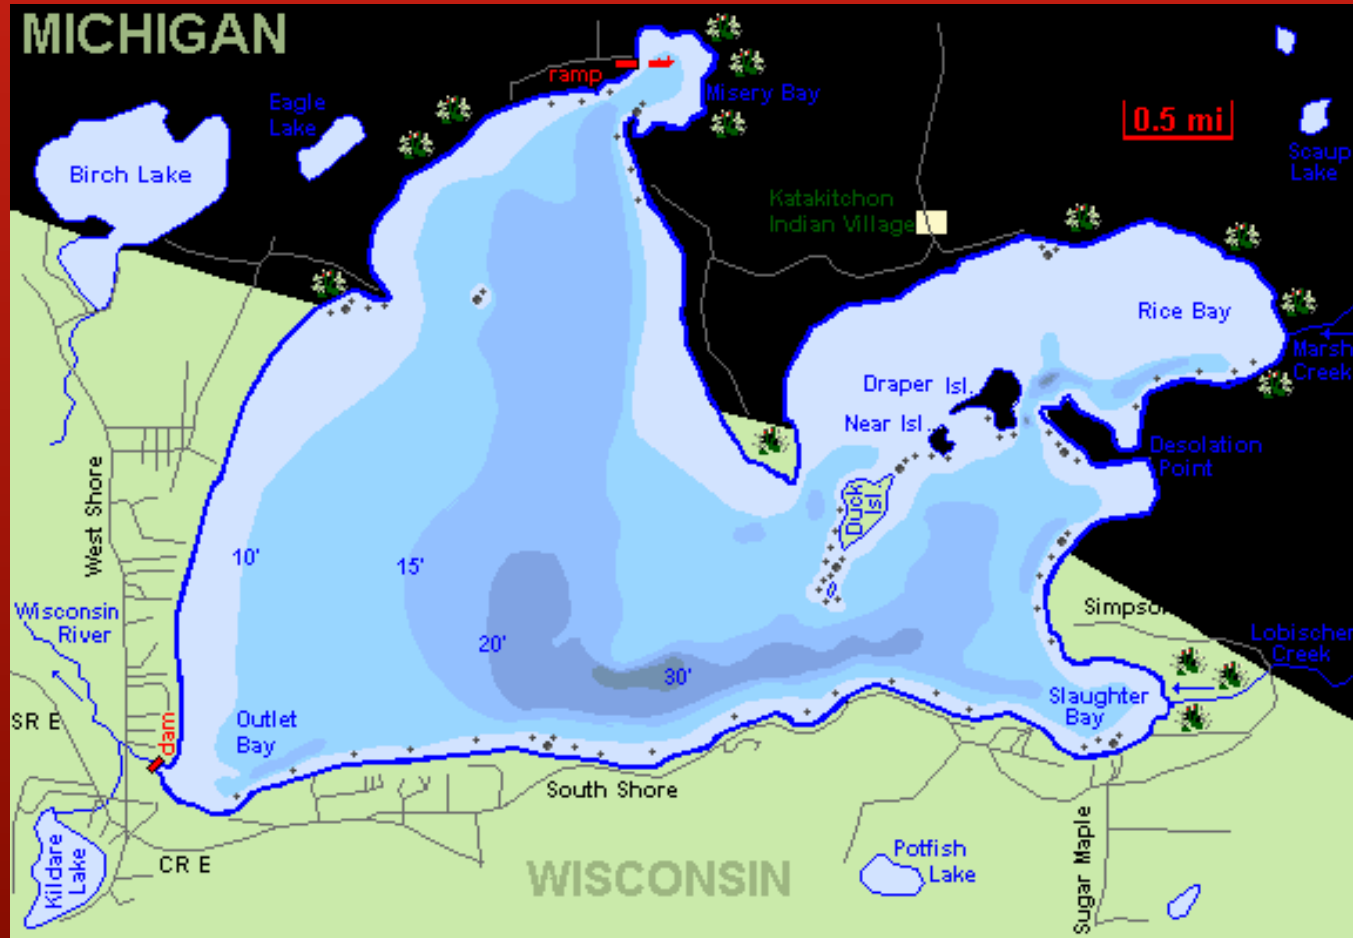 MICHIGAN
ramp
Misery Bay
Eagle
Lake
0.5 mi
Birch Lake
Scaup
Lake
Katakitchon
Indian Village
Rice Bay
Marsh
Creek
Draper Isl.
Near Isl.
Desolation
Point
Duck
Isl.
West Shore
10'
15'
Wisconsin
River
20'
30'
Simpson
Lobischer
Creek
Slaughter
Bay
SR E
dam
Outlet
Bay
South Shore
Kildare
Lake
CR E
WISCONSIN
Potfish
Lake
Sugar Maple